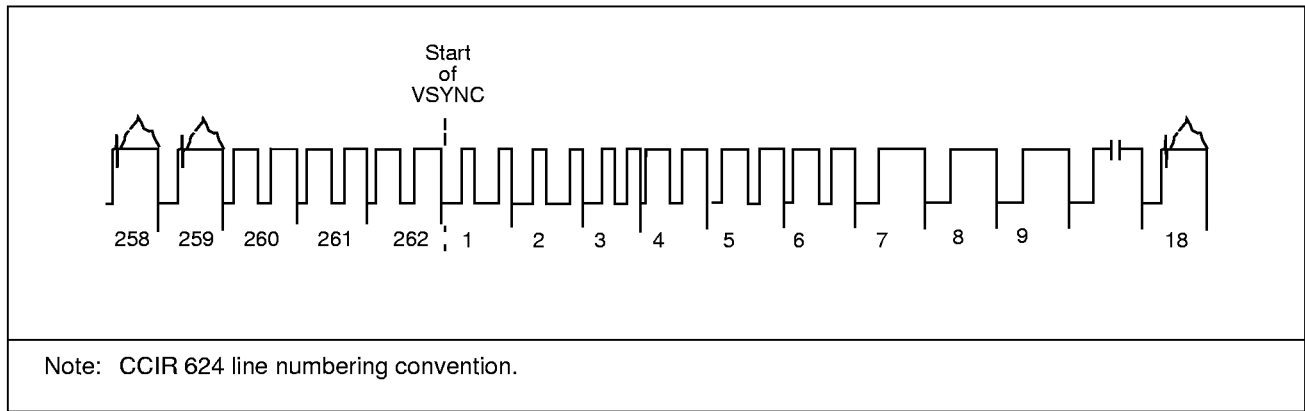 Start
of
VSYNC
258 259 260 261 262 1 2 3 4 5 6 7 8 9 18
Note: CCIR 624 line numbering convention.